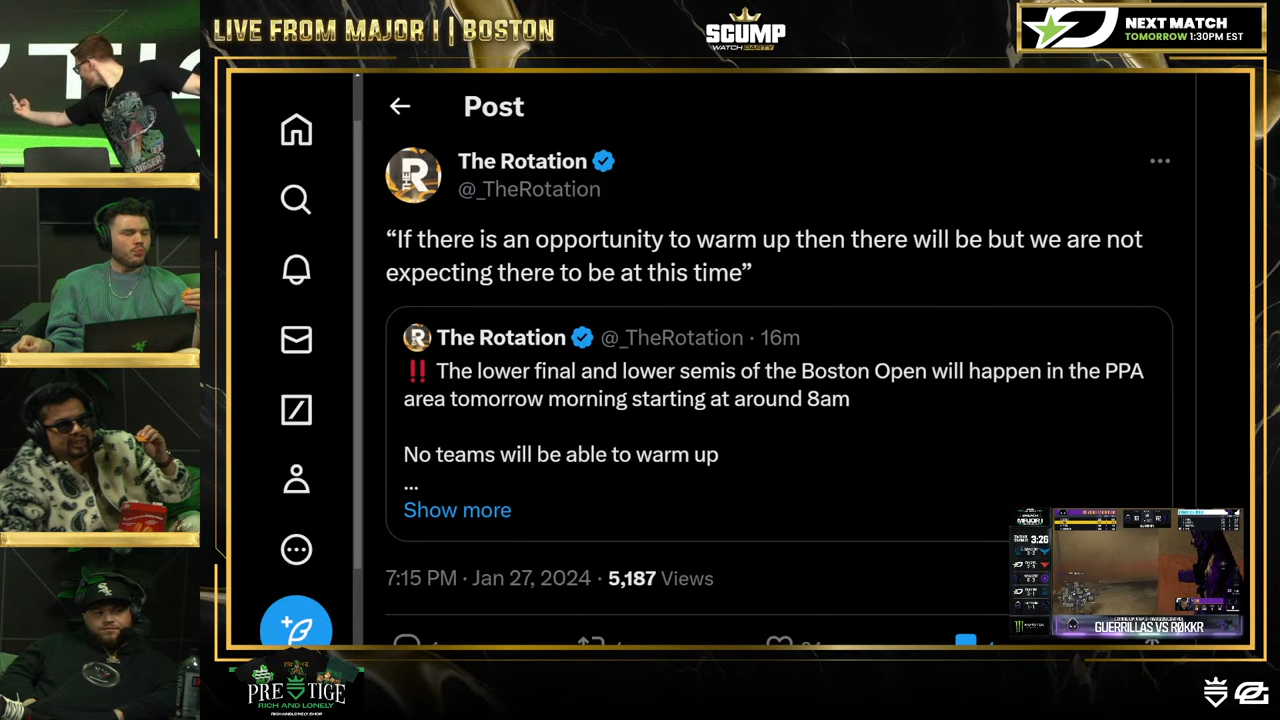 LIVE FROM MAJOR I | BOSTON
SCUMP
WATCH PARTY
NEXT MATCH
TOMORROW 1:30PM EST
Post
The Rotation
@_TheRotation
“If there is an opportunity to warm up then there will be but we are not
expecting there to be at this time”
The Rotation @_TheRotation · 16m
‼️ The lower final and lower semis of the Boston Open will happen in the PPA
area tomorrow morning starting at around 8am
No teams will be able to warm up
...
Show more
7:15 PM · Jan 27, 2024 · 5,187 Views
3:26
GUERRILLAS VS RØKKR
PRE TIGE
RICH AND LONELY
RICHANDLONELY.SHOP